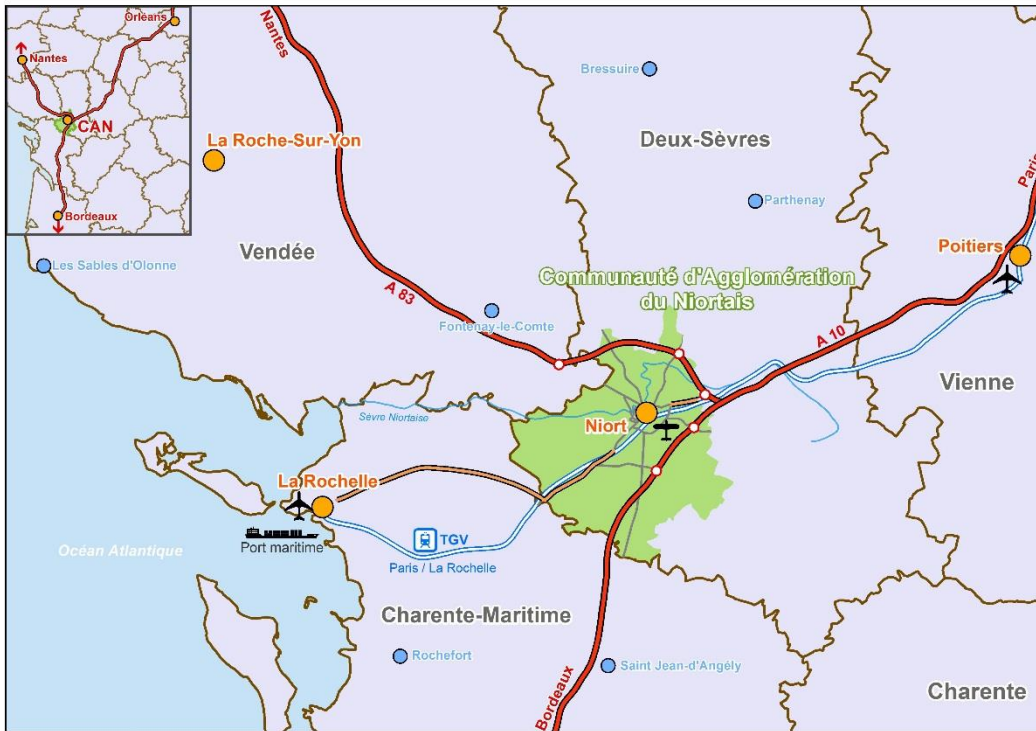 Orléans
Nantes
CAN
Bordeaux
Nantes
Bressuire
La Roche-Sur-Yon
Deux-Sèvres
Parthenay
Paris
Poitiers
Vendée
Les Sables d'Olonne
A 83
Communauté d'Agglomération
du Niortais
Fontenay-le-Comte
A 10
Vienne
Sèvre Niortaise
Niort
La Rochelle
Port maritime
Océan Atlantique
TGV
Paris / La Rochelle
Charente-Maritime
Rochefort
Saint Jean-d'Angély
Bordeaux
Charente